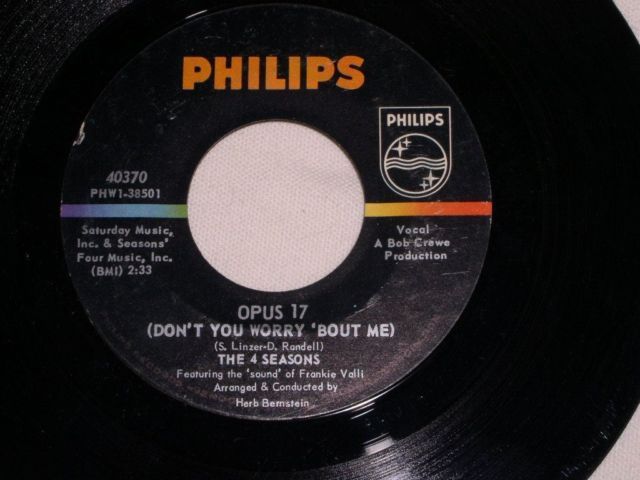 PHILIPS
PHILIPS
40370
PHW1-38501
Saturday Music,
Inc. & Seasons'
Four Music, Inc.
(BMI) 2:33
Vocal
A Bob Crewe
Production
OPUS 17
(DON'T YOU WORRY 'BOUT ME)
(S. Linzer-D. Randell)
THE 4 SEASONS
Featuring the 'sound' of Frankie Valli
Arranged & Conducted by
Herb Bernstein